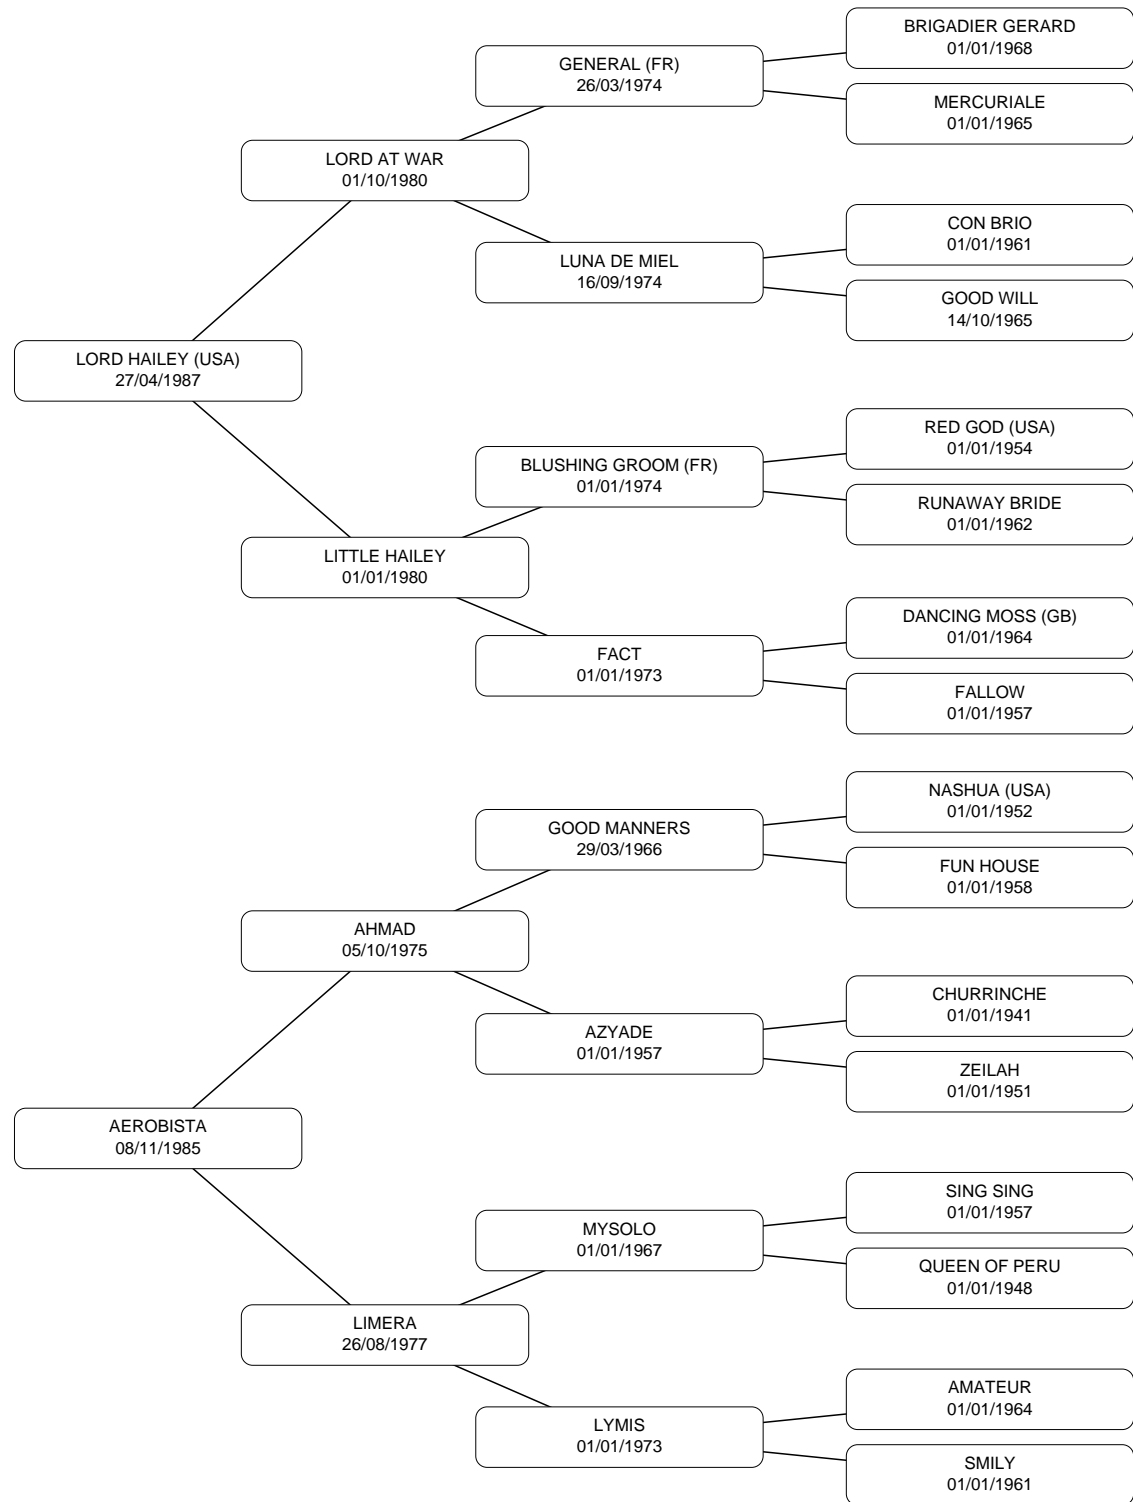 BRIGADIER GERARD
01/01/1968
GENERAL (FR)
26/03/1974
MERCURIALE
01/01/1965
LORD AT WAR
01/10/1980
CON BRIO
01/01/1961
LUNA DE MIEL
16/09/1974
GOOD WILL
14/10/1965
LORD HAILEY (USA)
27/04/1987
RED GOD (USA)
01/01/1954
BLUSHING GROOM (FR)
01/01/1974
RUNAWAY BRIDE
01/01/1962
LITTLE HAILEY
01/01/1980
DANCING MOSS (GB)
01/01/1964
FACT
01/01/1973
FALLOW
01/01/1957
NASHUA (USA)
01/01/1952
GOOD MANNERS
29/03/1966
FUN HOUSE
01/01/1958
AHMAD
05/10/1975
CHURRINCHE
01/01/1941
AZYADE
01/01/1957
ZEILAH
01/01/1951
AEROBISTA
08/11/1985
SING SING
01/01/1957
MYSOLO
01/01/1967
QUEEN OF PERU
01/01/1948
LIMERA
26/08/1977
AMATEUR
01/01/1964
LYMIS
01/01/1973
SMILY
01/01/1961